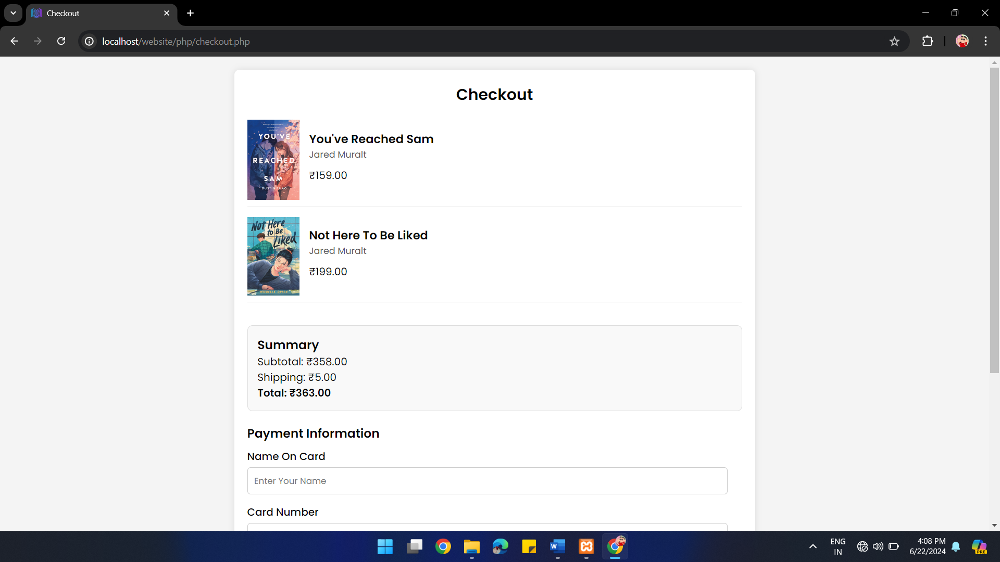 Checkout
localhost/website/php/checkout.php
Checkout
YOU'VE
REACHED
SAM
DUSTIN THAO
You've Reached Sam
Jared Muralt
₹159.00
Not Here
to Be
Liked
MICHELLE QUACH
Not Here To Be Liked
Jared Muralt
₹199.00
Summary
Subtotal: ₹358.00
Shipping: ₹5.00
Total: ₹363.00
Payment Information
Name On Card
Enter Your Name
Card Number
W
ENG
IN
4:08 PM
6/22/2024
PRE